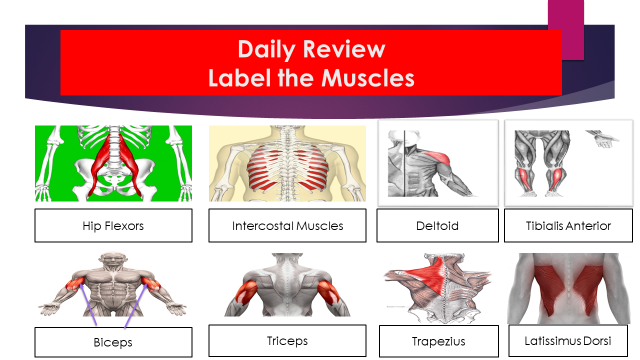 Daily Review
Label the Muscles
Hip Flexors
Intercostal Muscles
Deltoid
Tibialis Anterior
Biceps
Triceps
Trapezius
Latissimus Dorsi